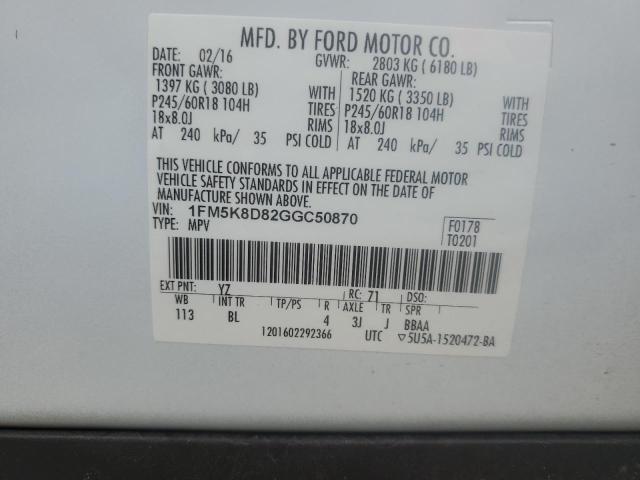 MFD. BY FORD MOTOR CO.
DATE: 02/16 GVWR: 2803 KG ( 6180 LB)
FRONT GAWR: REAR GAWR:
1397 KG ( 3080 LB) WITH 1520 KG ( 3350 LB) WITH
P245/60R18 104H TIRES P245/60R18 104H TIRES
18x8.0J RIMS 18x8.0J RIMS
AT 240 kPa/ 35 PSI COLD AT 240 kPa/ 35 PSI COLD
THIS VEHICLE CONFORMS TO ALL APPLICABLE FEDERAL MOTOR
VEHICLE SAFETY STANDARDS IN EFFECT ON THE DATE OF
MANUFACTURE SHOWN ABOVE.
VIN: 1FM5K8D82GGC50870 F0178
TYPE: MPV T0201
EXT PNT: YZ RC: 71 DSO:
WB INT TR TP/PS R AXLE TR SPR
113 BL 4 3J J BBAA
1201602292366 UTC ▽5U5A-1520472-BA